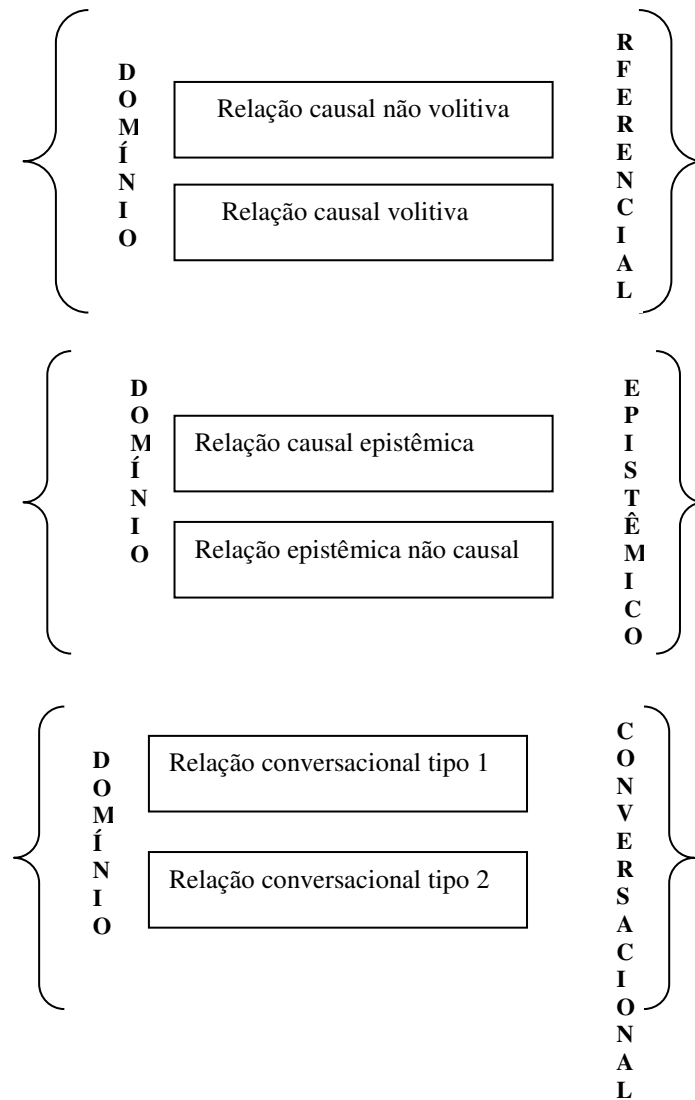 DOMÍNIO
Relação causal não volitiva
Relação causal volitiva
RFERENCIAL
DOMÍNIO
Relação causal epistêmica
Relação epistêmica não causal
EPISTÊMICO
DOMÍNIO
Relação conversacional tipo 1
Relação conversacional tipo 2
CONVERSACIONAL